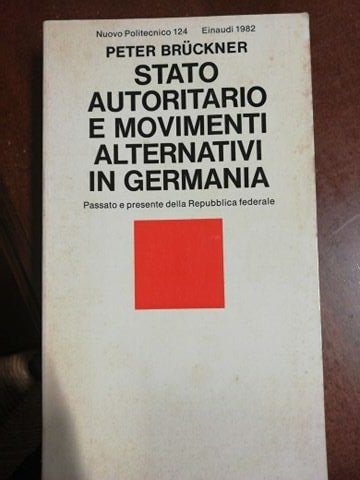 Nuovo Politecnico 124 Einaudi 1982
PETER BRÜCKNER
STATO
AUTORITARIO
E MOVIMENTI
ALTERNATIVI
IN GERMANIA
Passato e presente della Repubblica federale